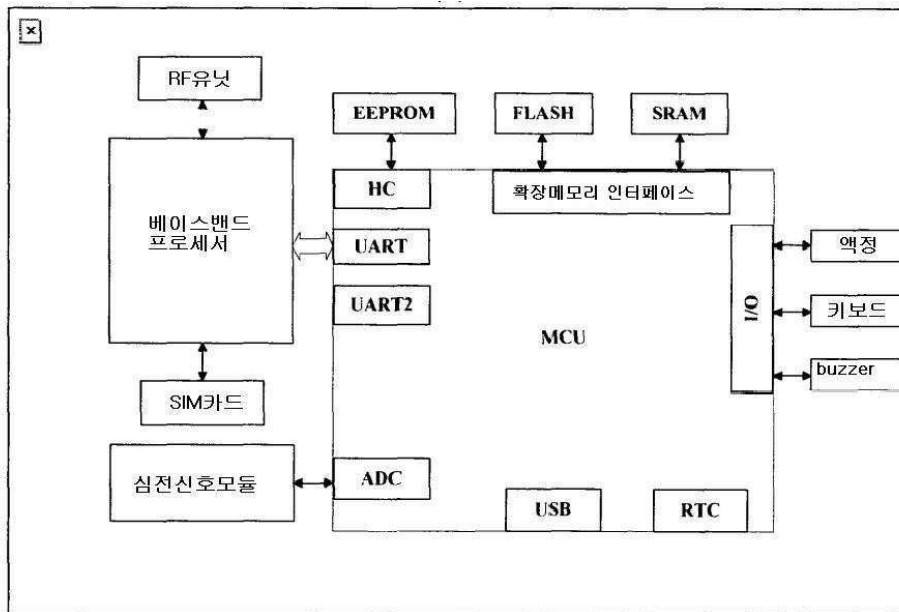 RF유닛
EEPROM
FLASH
SRAM
베이스밴드
프로세서
HC
확장메모리 인터페이스
UART
UART2
MCU
I/O
액정
키보드
buzzer
SIM카드
심전신호모듈
ADC
USB
RTC